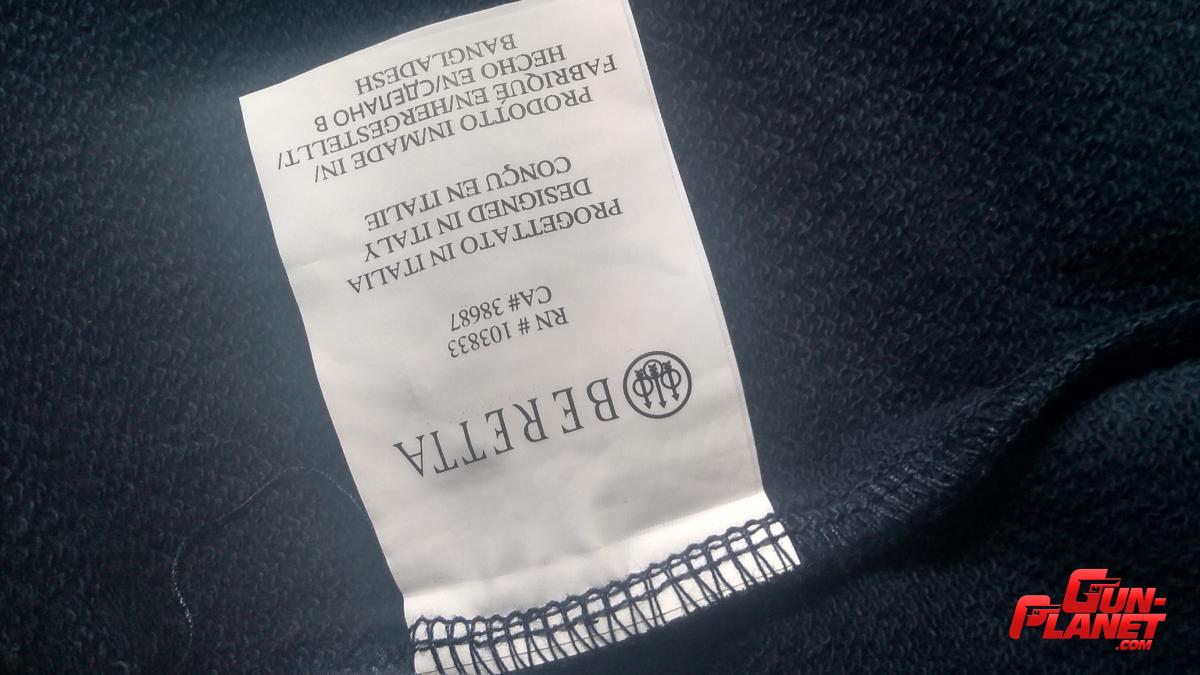 BERETTA
RN # 103833
CA# 38687
PROGETTATO IN ITALIA
DESIGNED IN ITALY
CONÇU EN ITALIE
PRODOTTO IN/MADE IN/
FABRIQUÉ EN/HERGESTELLT/
HECHO EN/СДЕЛАНО В
BANGLADESH
GUN-
PLANET
.COM